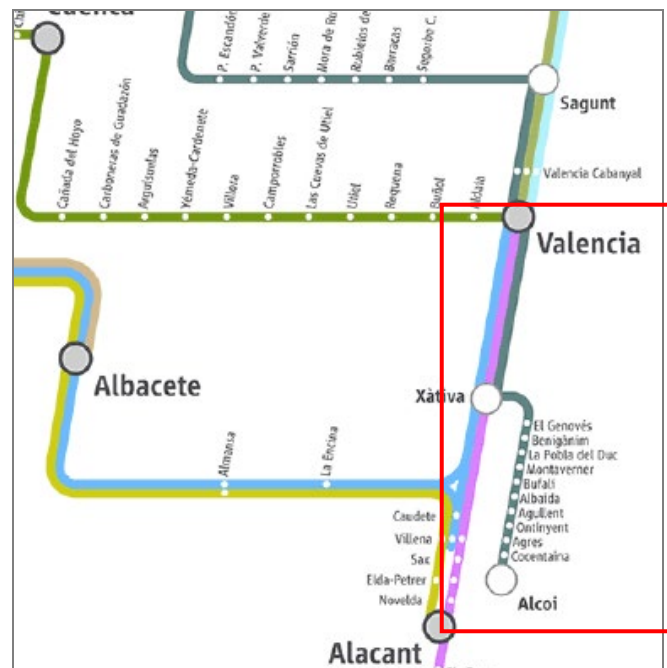 Cuenca
P. Escandón
P. Valverde
Sarrión
Mora de Ru
Rubielos de
Barracas
Segorbe C.
Sagunt
Valencia Cabanyal
Cañada del Hoyo
Carboneras de Guadazón
Arguisuelas
Yémeda-Cardenete
Villora
Camporrobles
Las Cuevas de Utiel
Utiel
Requena
Buñol
Aldaia
Valencia
Albacete
Xàtiva
El Genovés
Benigànim
La Pobla del Duc
Montaverner
Bufalí
Albaida
Agullent
Ontinyent
Agres
Cocentaina
Alcoi
Almansa
La Encina
Caudete
Villena
Sax
Elda-Petrer
Novelda
Alacant